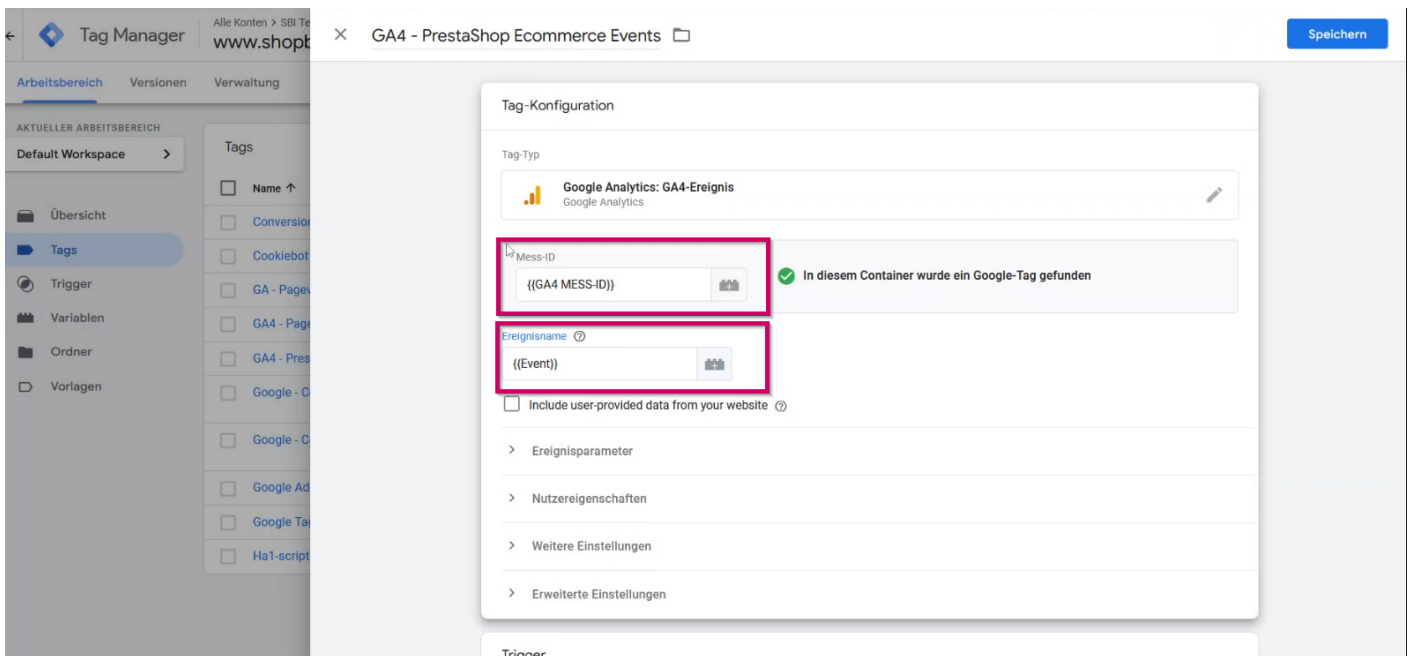 Tag Manager
Alle Konten > SBI Te
www.shopb
GA4 - PrestaShop Ecommerce Events
Speichern
Arbeitsbereich Versionen Verwaltung
AKTUELLER ARBEITSBEREICH
Default Workspace
Übersicht
Tags
Trigger
Variablen
Ordner
Vorlagen
Tags
Name
Conversion
Cookiebot
GA - Pagev
GA4 - Page
GA4 - Pres
Google - C
Google - C
Google Ad
Google Tag
Ha1-script
Tag-Konfiguration
Tag-Typ
Google Analytics: GA4-Ereignis
Google Analytics
Mess-ID
{{GA4 MESS-ID}}
In diesem Container wurde ein Google-Tag gefunden
Ereignisname
{{Event}}
Include user-provided data from your website
Ereignisparameter
Nutzereigenschaften
Weitere Einstellungen
Erweiterte Einstellungen
Trigger